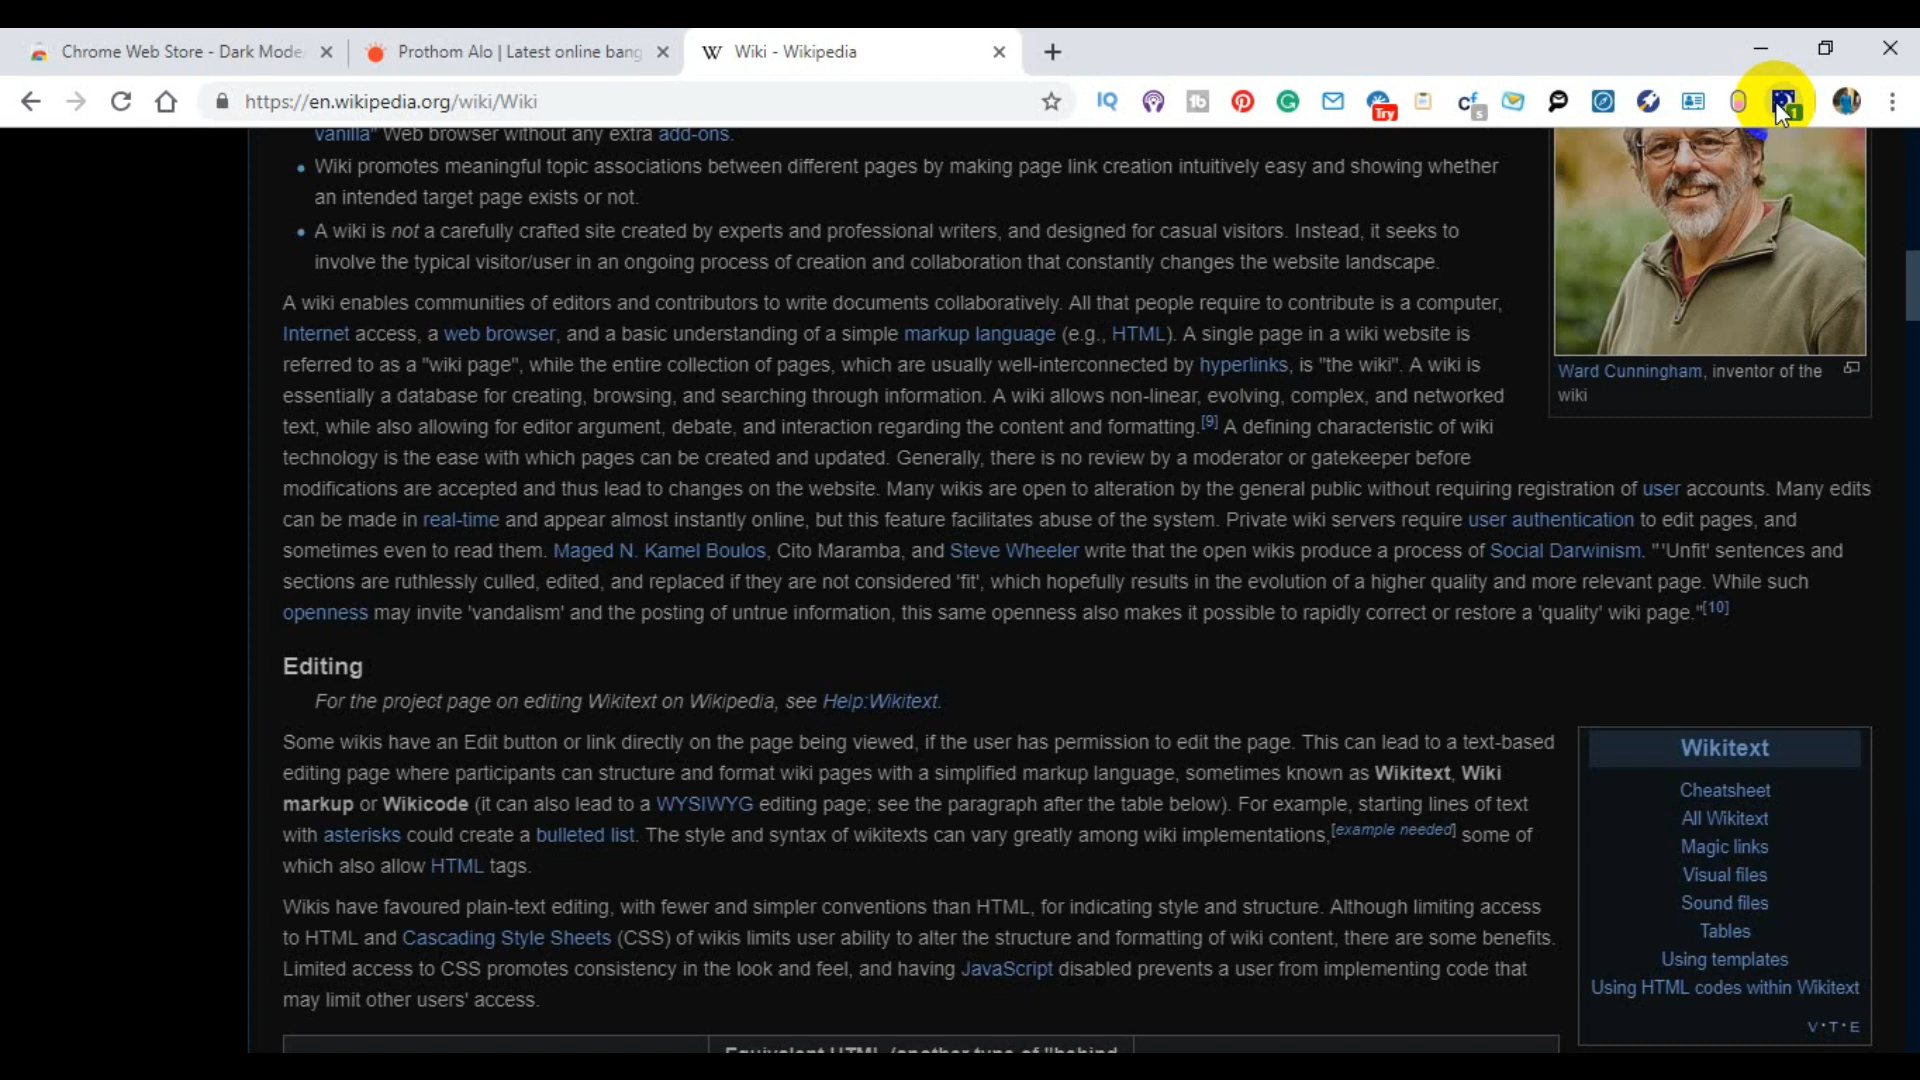 Chrome Web Store - Dark Mode
Prothom Alo | Latest online bang
W Wiki - Wikipedia
https://en.wikipedia.org/wiki/Wiki
IQ
tb
Try
cf
s
1
vanilla" Web browser without any extra add-ons.
Wiki promotes meaningful topic associations between different pages by making page link creation intuitively easy and showing whether
an intended target page exists or not.
A wiki is not a carefully crafted site created by experts and professional writers, and designed for casual visitors. Instead, it seeks to
involve the typical visitor/user in an ongoing process of creation and collaboration that constantly changes the website landscape.
A wiki enables communities of editors and contributors to write documents collaboratively. All that people require to contribute is a computer,
Internet access, a web browser, and a basic understanding of a simple markup language (e.g., HTML). A single page in a wiki website is
referred to as a "wiki page", while the entire collection of pages, which are usually well-interconnected by hyperlinks, is "the wiki". A wiki is
essentially a database for creating, browsing, and searching through information. A wiki allows non-linear, evolving, complex, and networked
text, while also allowing for editor argument, debate, and interaction regarding the content and formatting.[9] A defining characteristic of wiki
technology is the ease with which pages can be created and updated. Generally, there is no review by a moderator or gatekeeper before
modifications are accepted and thus lead to changes on the website. Many wikis are open to alteration by the general public without requiring registration of user accounts. Many edits
can be made in real-time and appear almost instantly online, but this feature facilitates abuse of the system. Private wiki servers require user authentication to edit pages, and
sometimes even to read them. Maged N. Kamel Boulos, Cito Maramba, and Steve Wheeler write that the open wikis produce a process of Social Darwinism. "'Unfit' sentences and
sections are ruthlessly culled, edited, and replaced if they are not considered 'fit', which hopefully results in the evolution of a higher quality and more relevant page. While such
openness may invite 'vandalism' and the posting of untrue information, this same openness also makes it possible to rapidly correct or restore a 'quality' wiki page."[10]
Ward Cunningham, inventor of the
wiki
Editing
For the project page on editing Wikitext on Wikipedia, see Help:Wikitext.
Some wikis have an Edit button or link directly on the page being viewed, if the user has permission to edit the page. This can lead to a text-based
editing page where participants can structure and format wiki pages with a simplified markup language, sometimes known as Wikitext, Wiki
markup or Wikicode (it can also lead to a WYSIWYG editing page; see the paragraph after the table below). For example, starting lines of text
with asterisks could create a bulleted list. The style and syntax of wikitexts can vary greatly among wiki implementations,[example needed] some of
which also allow HTML tags.
Wikis have favoured plain-text editing, with fewer and simpler conventions than HTML, for indicating style and structure. Although limiting access
to HTML and Cascading Style Sheets (CSS) of wikis limits user ability to alter the structure and formatting of wiki content, there are some benefits.
Limited access to CSS promotes consistency in the look and feel, and having JavaScript disabled prevents a user from implementing code that
may limit other users' access.
Wikitext
Cheatsheet
All Wikitext
Magic links
Visual files
Sound files
Tables
Using templates
Using HTML codes within Wikitext
V·T·E
Equivalent HTML (another type of "behind